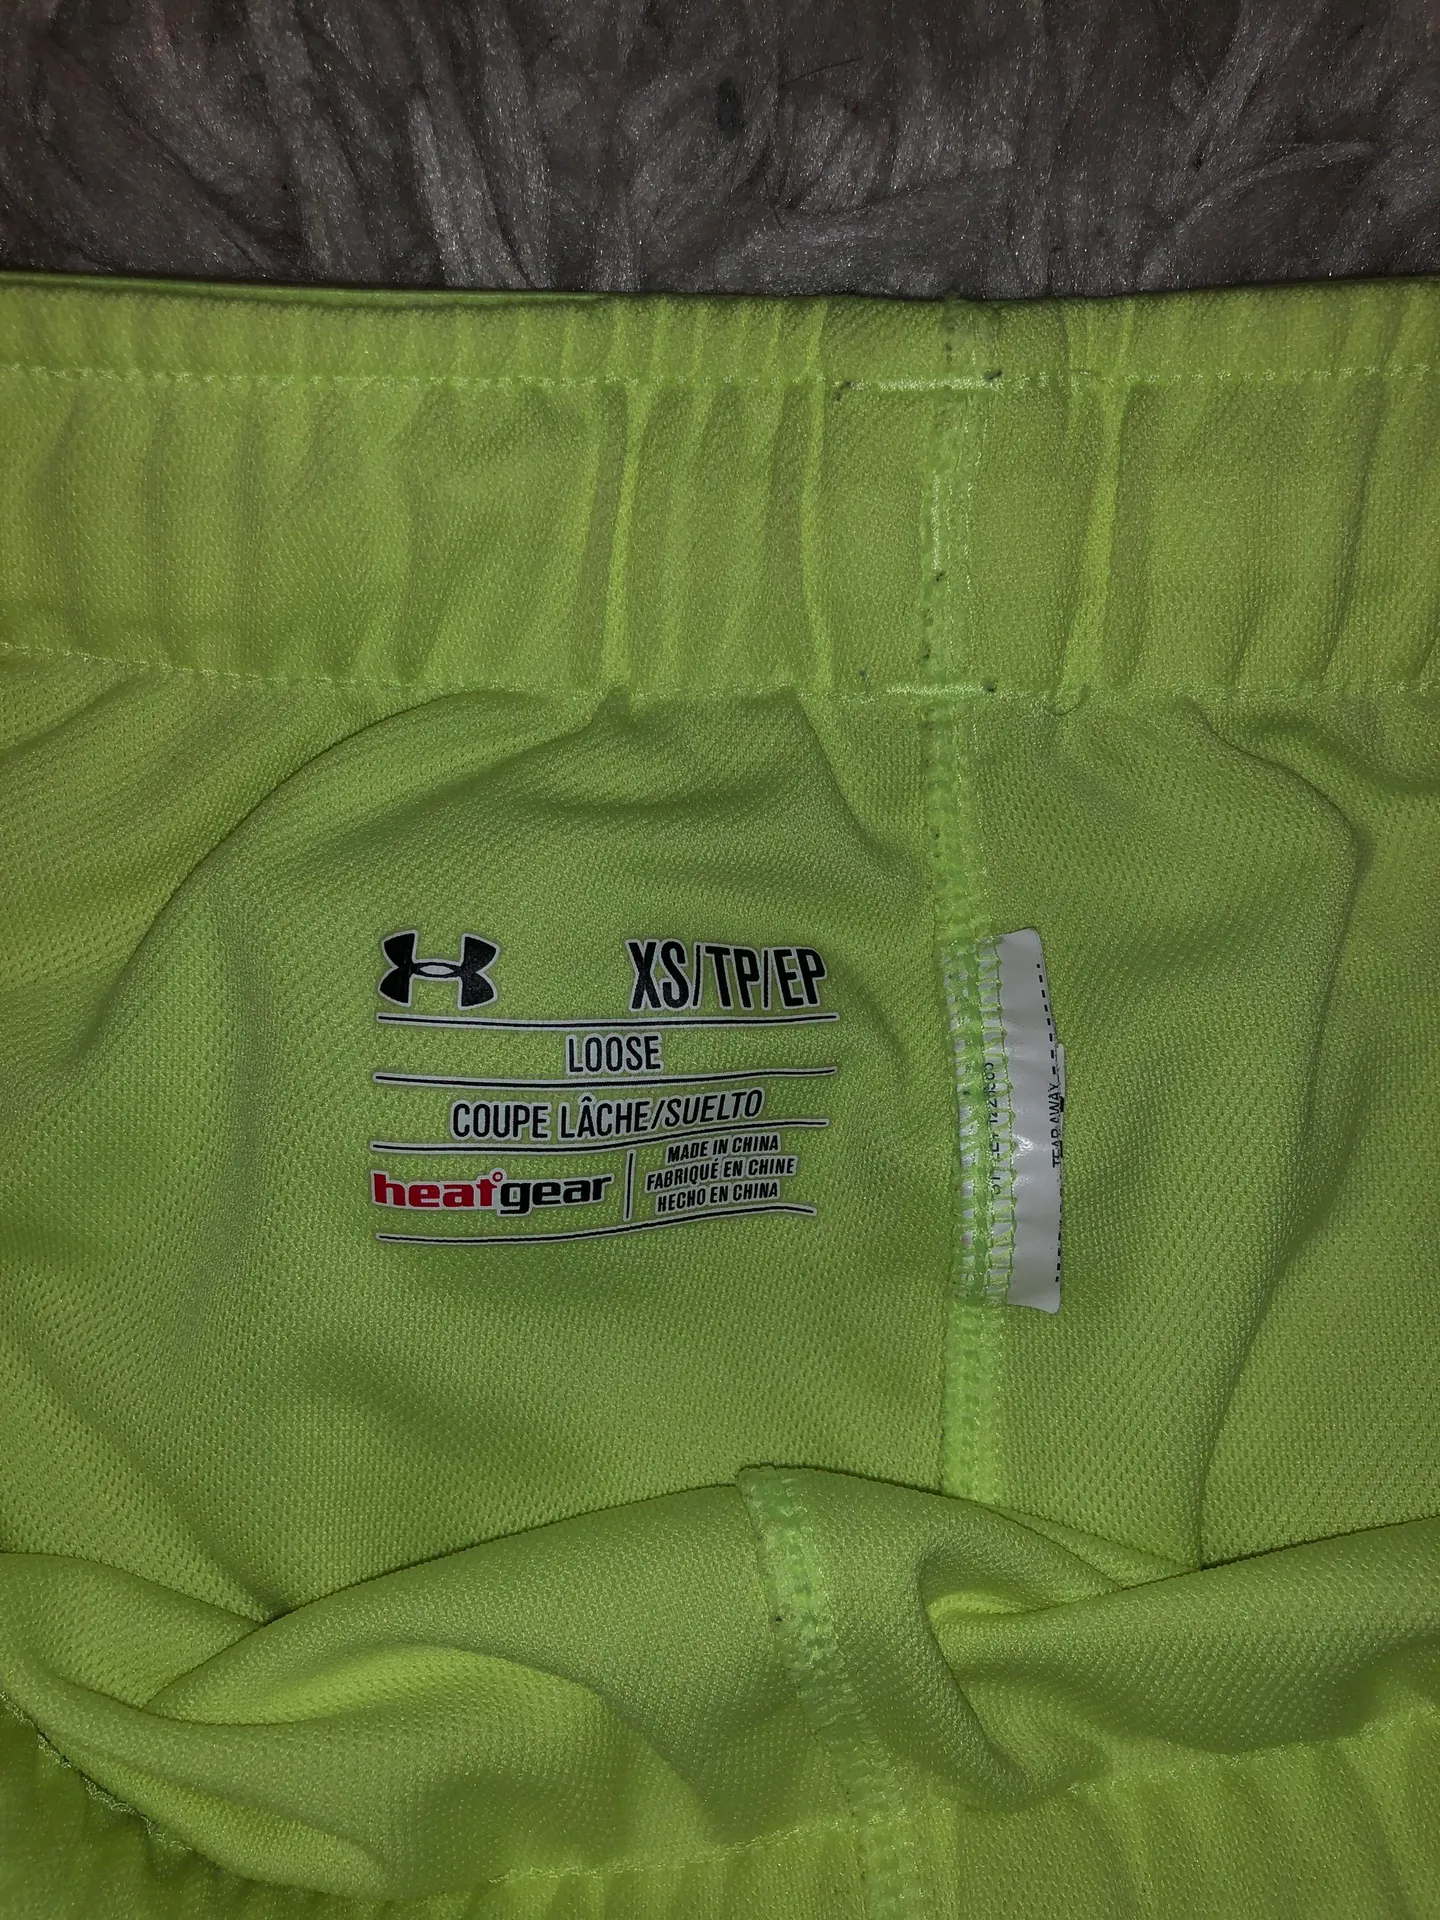 XS/TP/EP
LOOSE
COUPE LÂCHE/SUELTO
heatgear
MADE IN CHINA
FABRIQUÉ EN CHINE
HECHO EN CHINA
TEAR AWAY